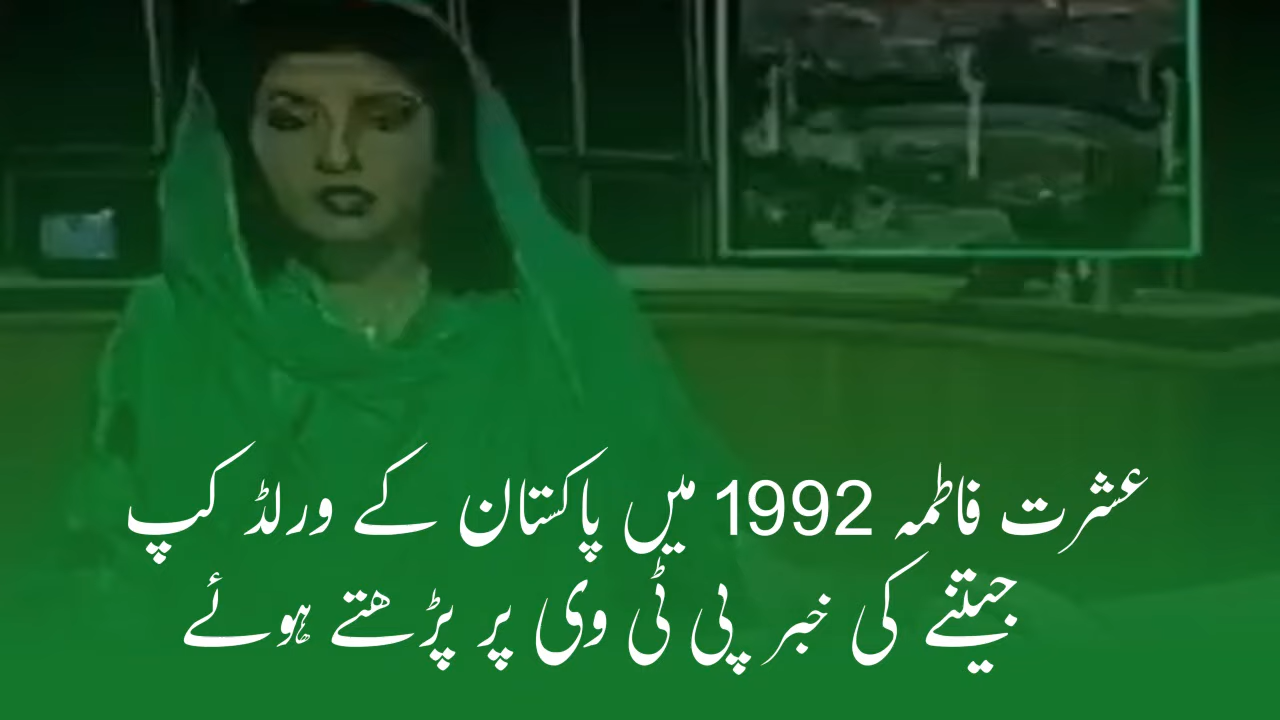 عشرت فاطمہ 1992 میں پاکستان کے ورلڈ کپ
جیتنے کی خبر پی ٹی وی پر پڑھتے ہوئے